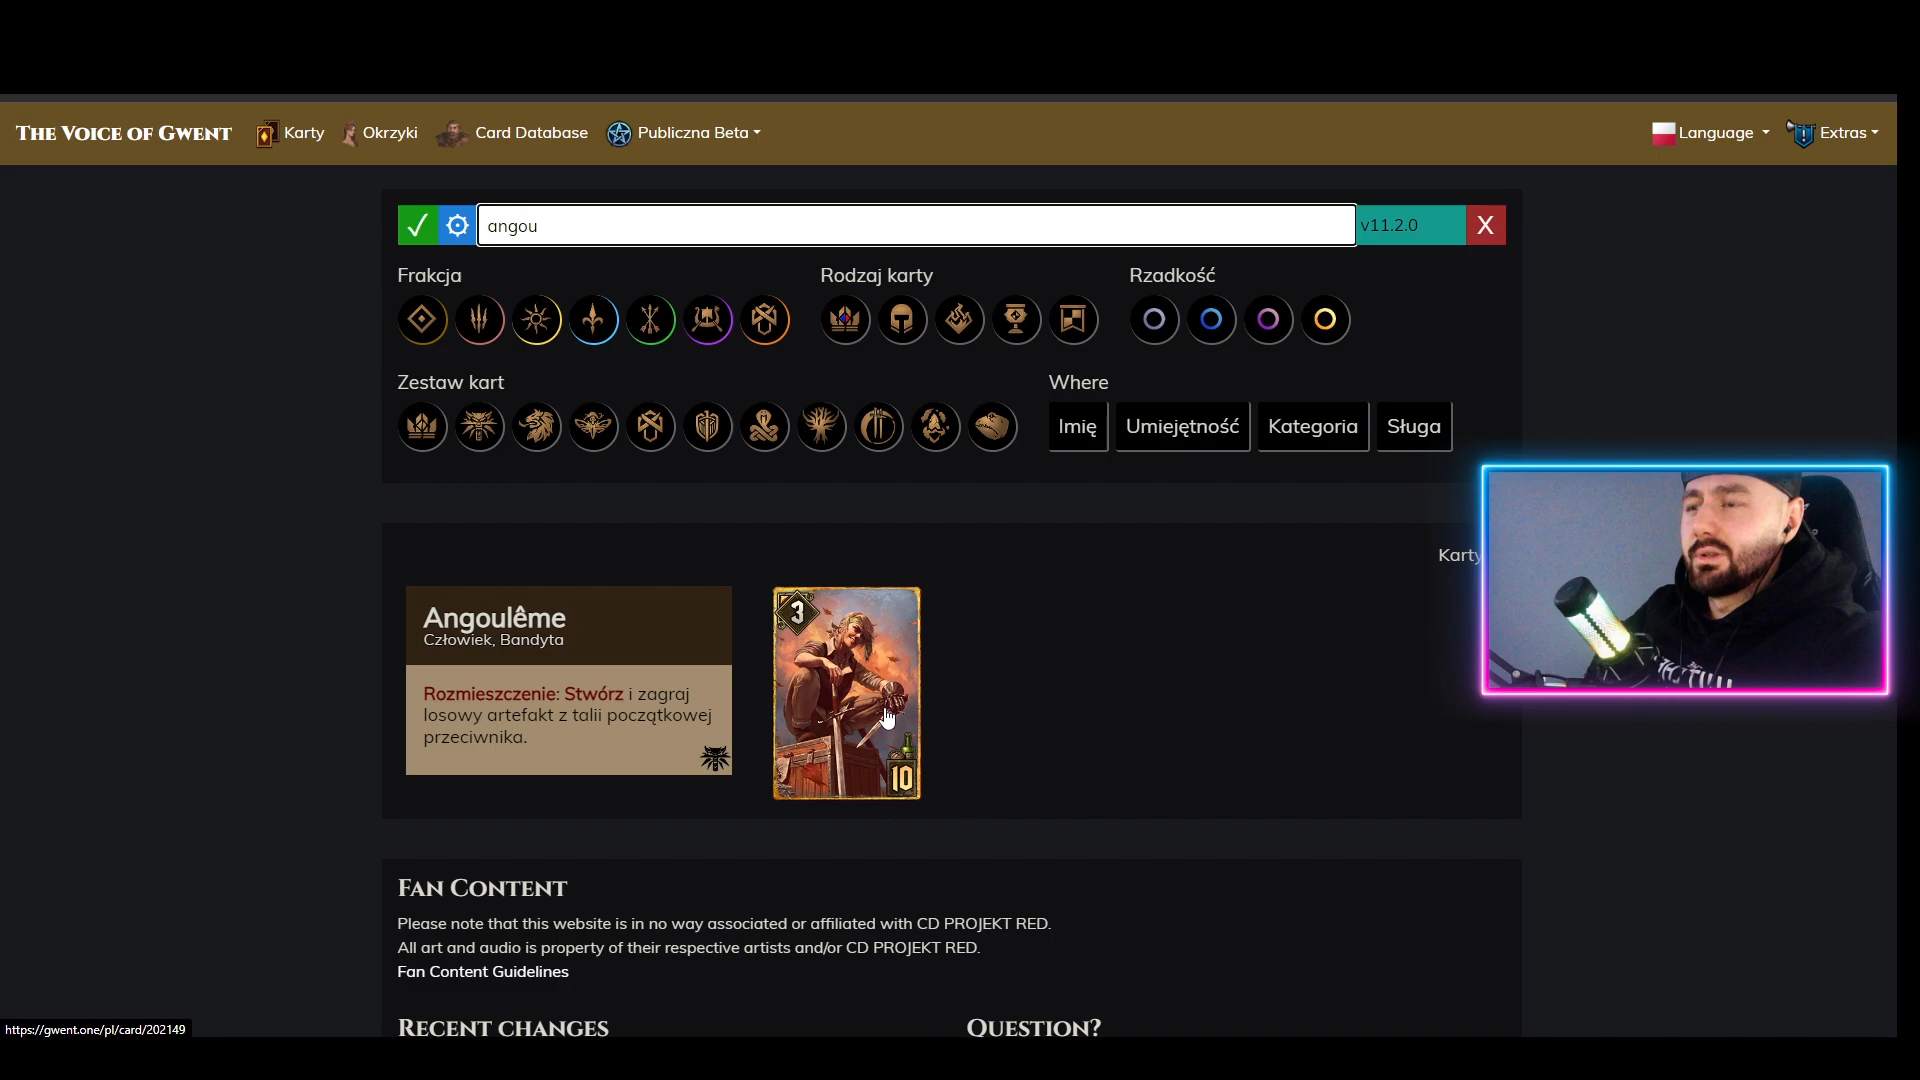 The Voice of Gwent
Karty
Okrzyki
Card Database
Publiczna Beta
Language
Extras
angou
v11.2.0
X
Frakcja
Rodzaj karty
Rzadkość
Zestaw kart
Where
Imię
Umiejętność
Kategoria
Sługa
Karty
Angoulême
Człowiek, Bandyta
Rozmieszczenie: Stwórz i zagraj
losowy artefakt z talii początkowej
przeciwnika.
3
10
Fan Content
Please note that this website is in no way associated or affiliated with CD PROJEKT RED.
All art and audio is property of their respective artists and/or CD PROJEKT RED.
Fan Content Guidelines
Recent changes
Question?
https://gwent.one/pl/card/202149